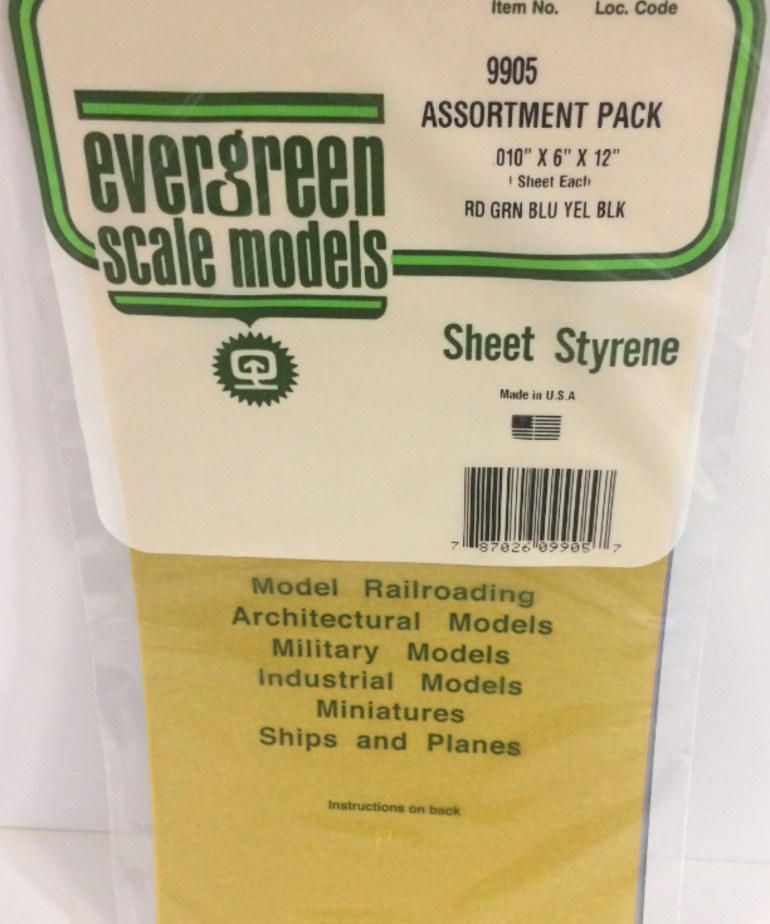 Item No. Loc. Code
9905
ASSORTMENT PACK
.010" X 6" X 12"
1 Sheet Each
RD GRN BLU YEL BLK
evergreen
scale models
Sheet Styrene
Made in U.S.A
7 87026 09905 7
Model Railroading
Architectural Models
Military Models
Industrial Models
Miniatures
Ships and Planes
Instructions on back